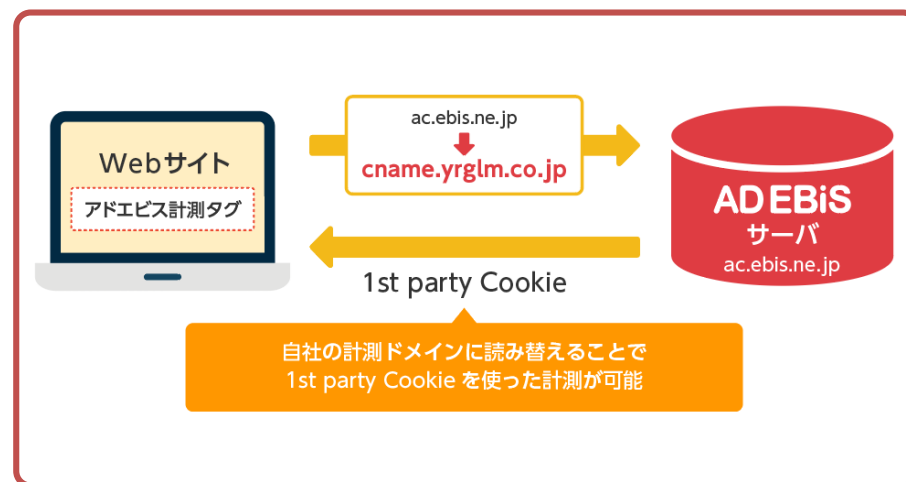 Webサイト
アドエビス計測タグ
ac.ebis.ne.jp
cname.yrglm.co.jp
1st party Cookie
AD EBiS
サーバ
ac.ebis.ne.jp
自社の計測ドメインに読み替えることで
1st party Cookie を使った計測が可能